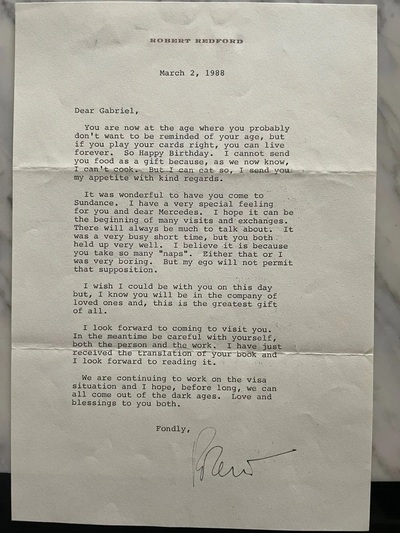 ROBERT REDFORD
March 2, 1988
Dear Gabriel,
You are now at the age where you probably
don't want to be reminded of your age, but
if you play your cards right, you can live
forever. So Happy Birthday. I cannot send
you food as a gift because, as we now know,
I can't cook. But I can eat so, I send you
my appetite with kind regards.
It was wonderful to have you come to
Sundance. I have a very special feeling
for you and dear Mercedes. I hope it can be
the beginning of many visits and exchanges.
There will always be much to talk about. It
was a very busy short time, but you both
held up very well. I believe it is because
you take so many "naps". Either that or I
was very boring. But my ego will not permit
that supposition.
I wish I could be with you on this day
but, I know you will be in the company of
loved ones and, this is the greatest gift
of all.
I look forward to coming to visit you.
In the meantime be careful with yourself,
both the person and the work. I have just
received the translation of your book and
I look forward to reading it.
We are continuing to work on the visa
situation and I hope, before long, we can
all come out of the dark ages. Love and
blessings to you both.
Fondly,